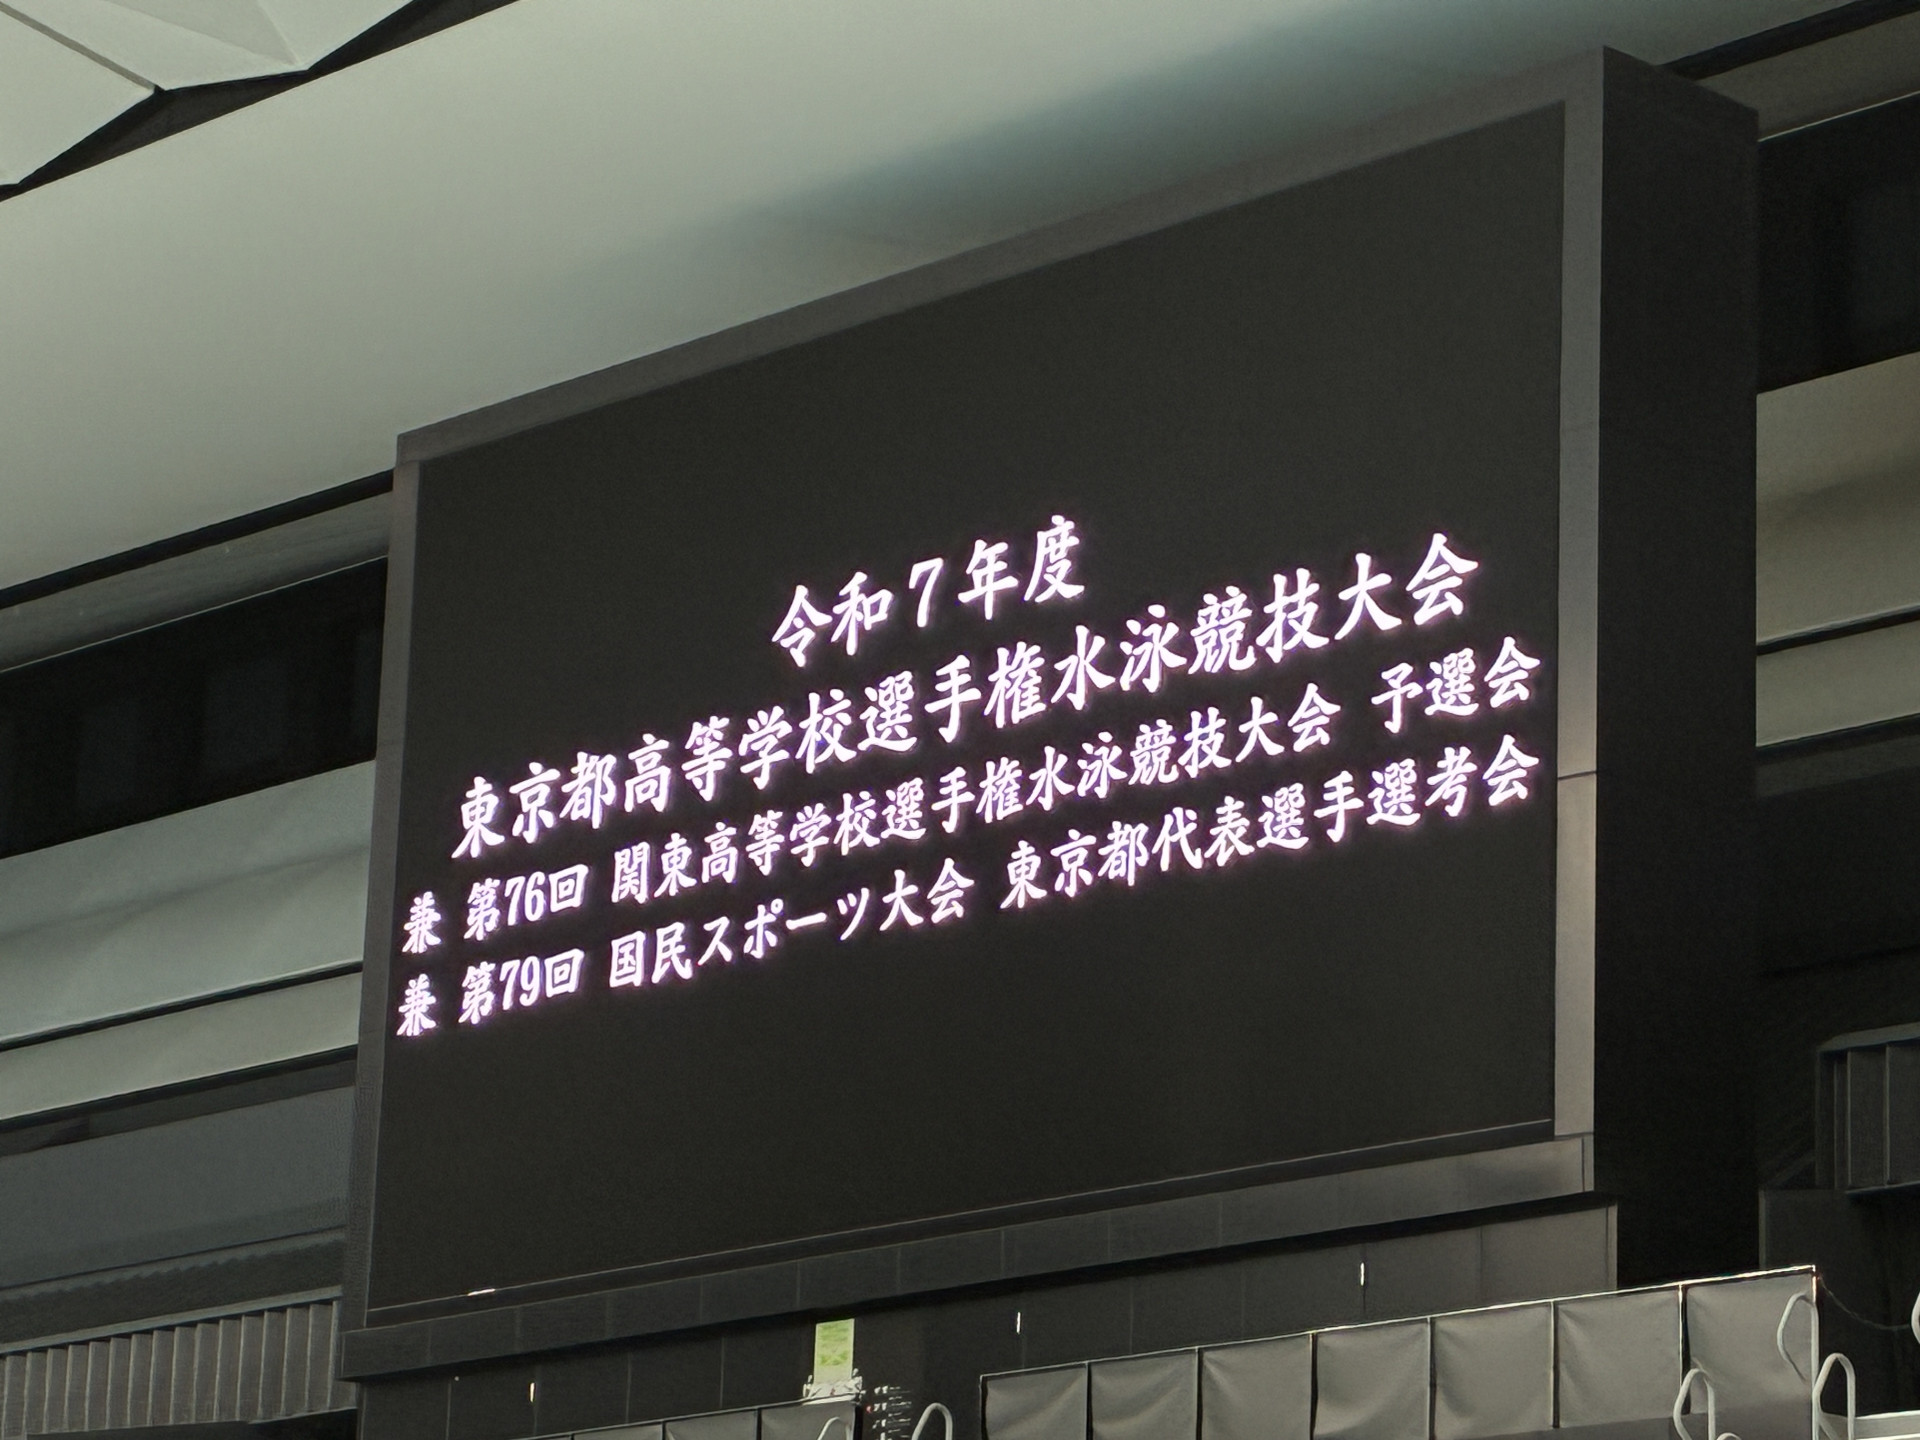 令和7年度
東京都高等学校選手権水泳競技大会
兼 第76回 関東高等学校選手権水泳競技大会 予選会
兼 第79回 国民スポーツ大会 東京都代表選手選考会